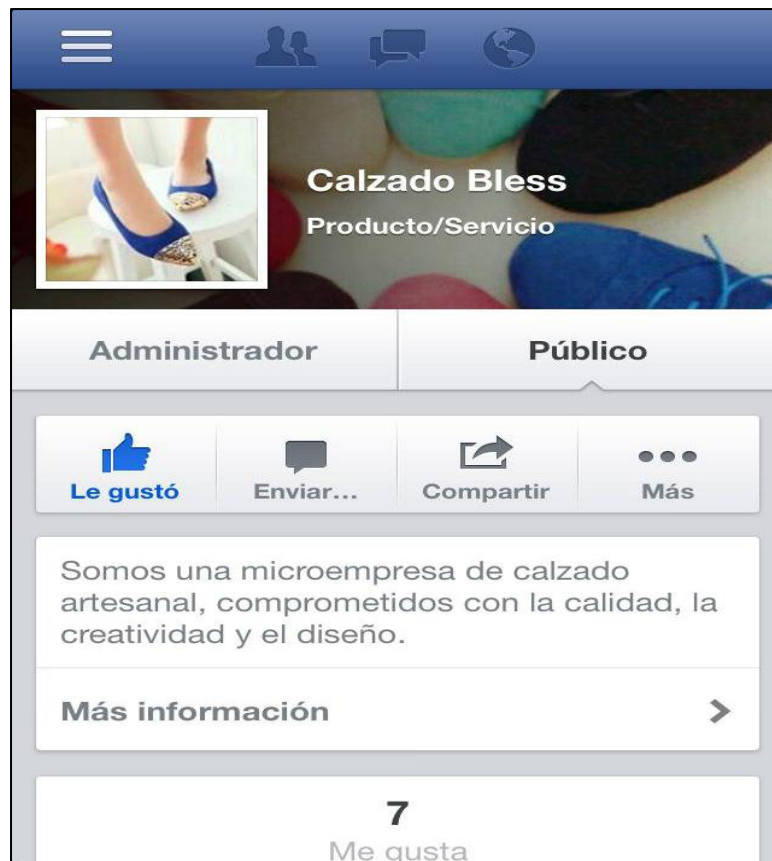 Calzado Bless
Producto/Servicio
Administrador
Público
Le gustó
Enviar...
Compartir
Más
Somos una microempresa de calzado
artesanal, comprometidos con la calidad, la
creatividad y el diseño.
Más información
7
Me gusta